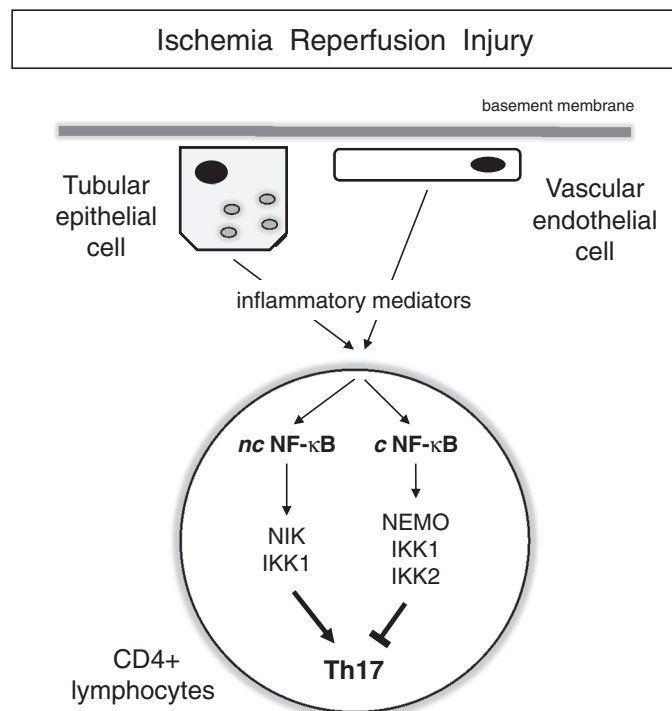 Ischemia Reperfusion Injury
basement membrane
Tubular
epithelial
cell
Vascular
endothelial
cell
inflammatory mediators
nc NF-κB
c NF-κB
NIK
IKK1
NEMO
IKK1
IKK2
Th17
CD4+
lymphocytes